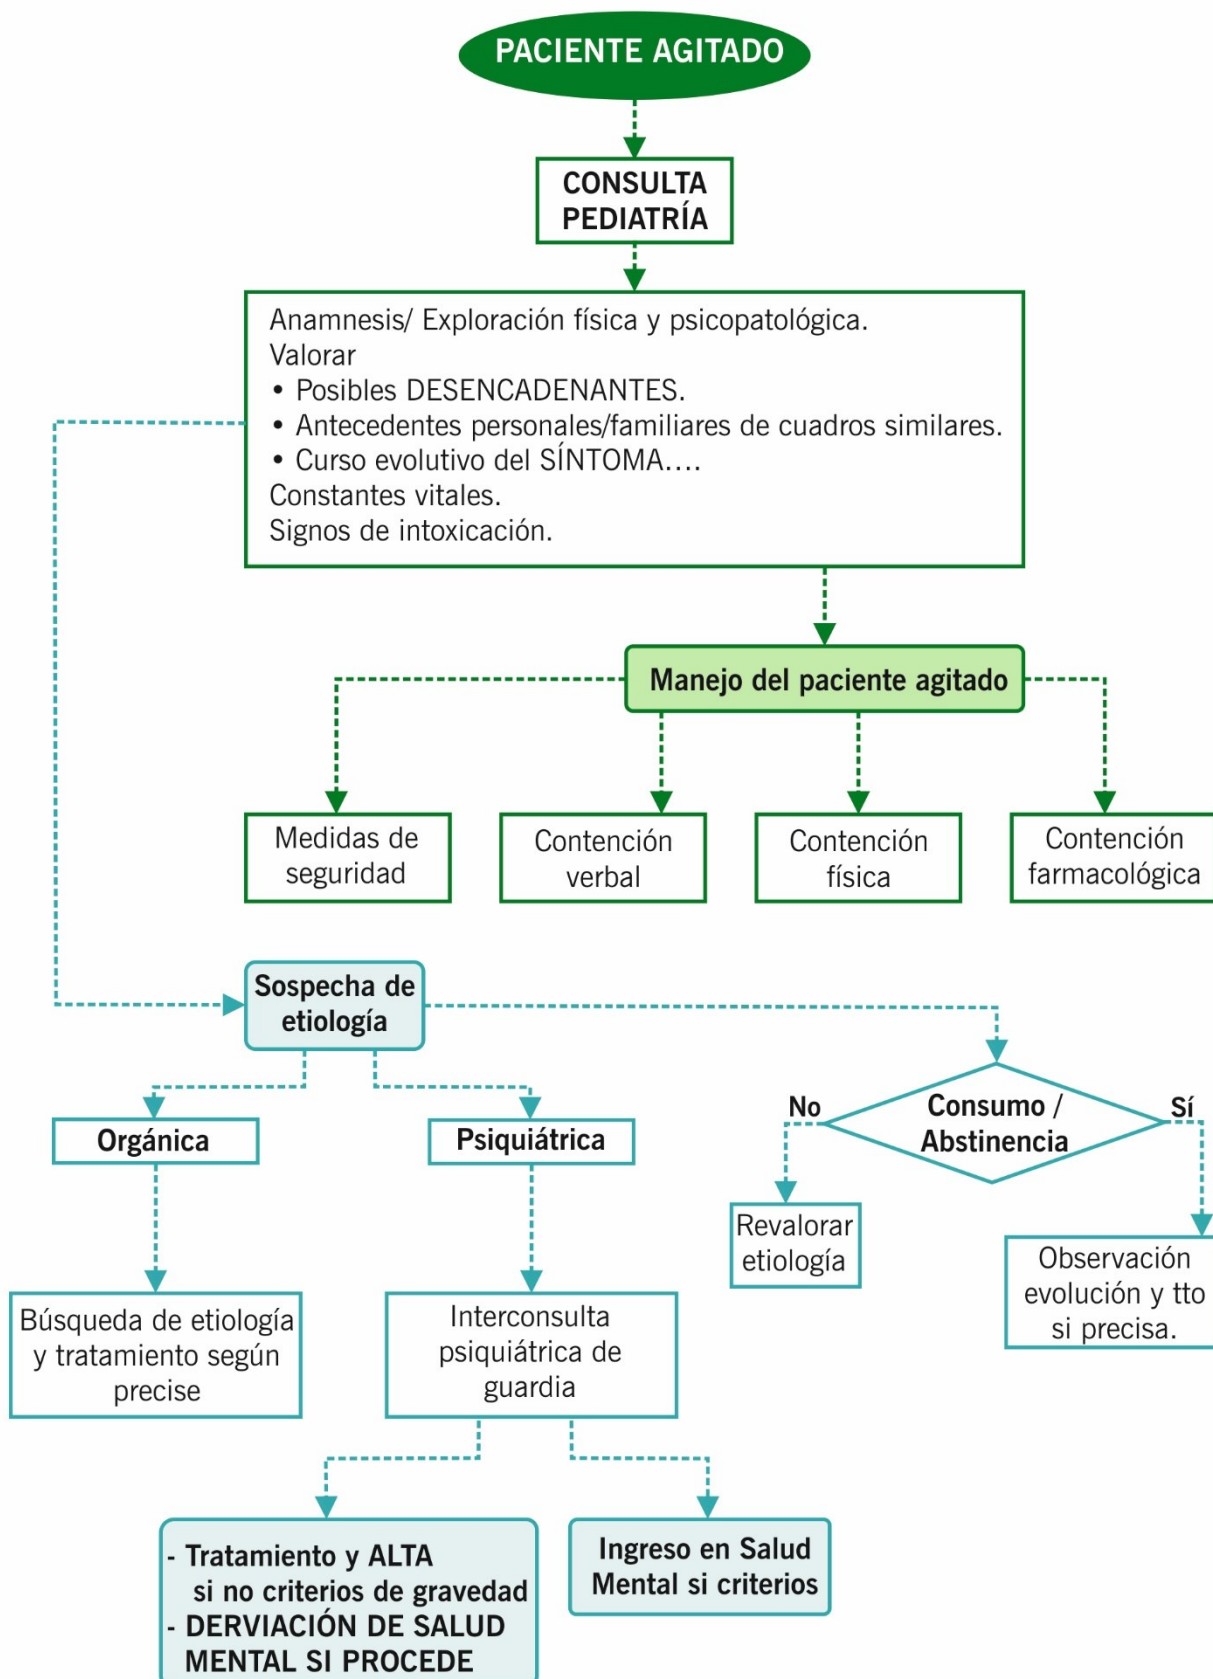 PACIENTE AGITADO
CONSULTA
PEDIATRÍA
Anamnesis/ Exploración física y psicopatológica.
Valorar
• Posibles DESENCADENANTES.
• Antecedentes personales/familiares de cuadros similares.
• Curso evolutivo del SÍNTOMA....
Constantes vitales.
Signos de intoxicación.
Manejo del paciente agitado
Medidas de
seguridad
Contención
verbal
Contención
física
Contención
farmacológica
Sospecha de
etiología
Orgánica
Psiquiátrica
No
Consumo /
Abstinencia
Sí
Revalorar
etiología
Observación
evolución y tto
si precisa.
Búsqueda de etiología
y tratamiento según
precise
Interconsulta
psiquiátrica de
guardia
- Tratamiento y ALTA
si no criterios de gravedad
- DERVIACIÓN DE SALUD
MENTAL SI PROCEDE
Ingreso en Salud
Mental si criterios